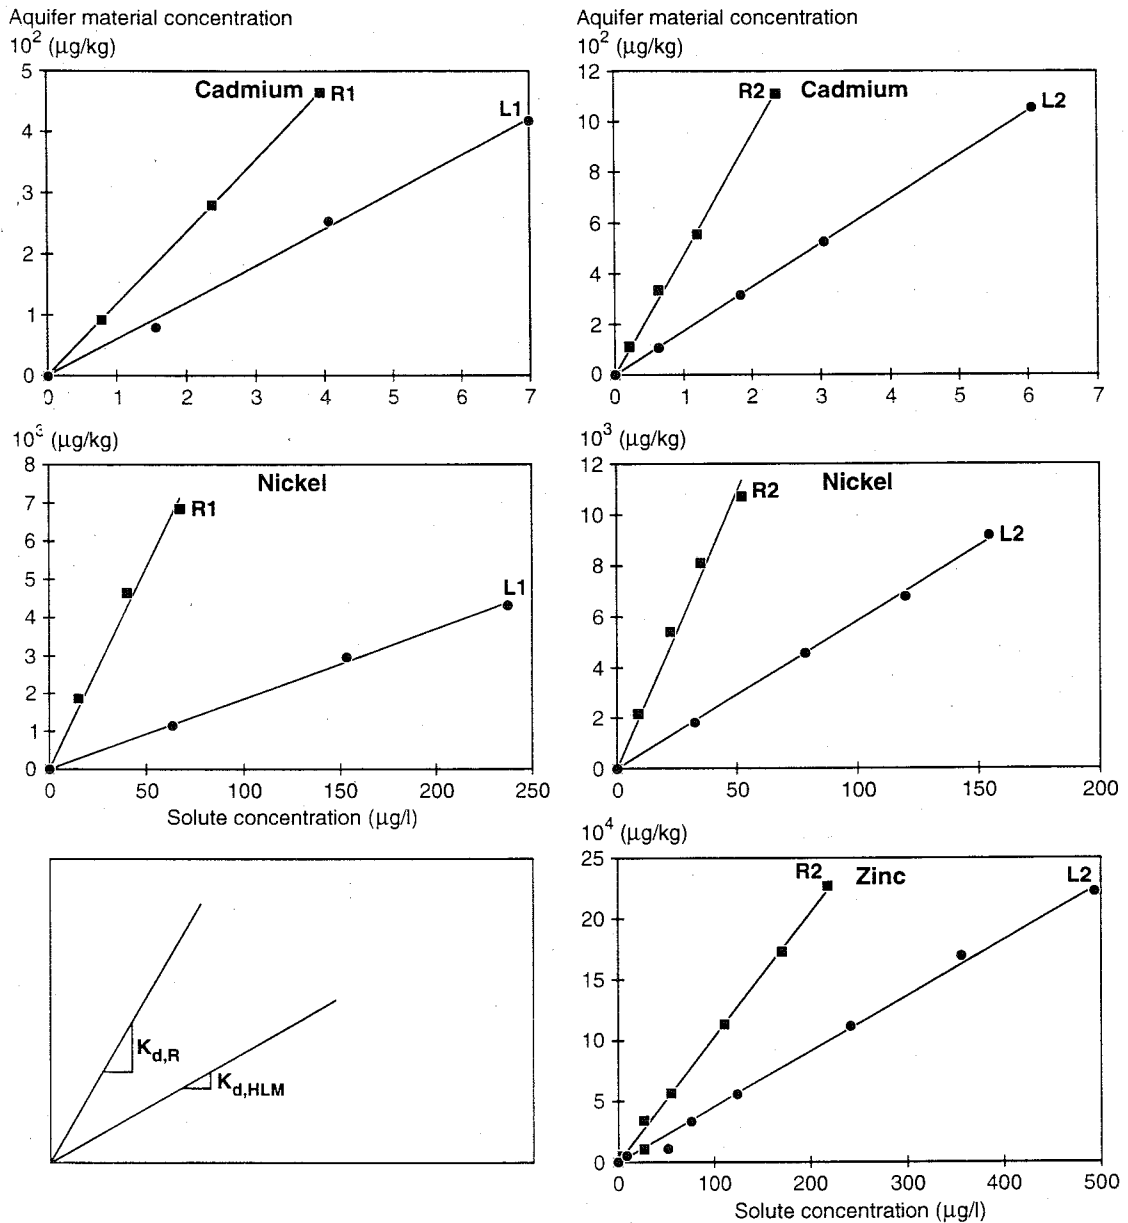 Aquifer material concentration
10² (µg/kg)
5
4
3
2
1
0
Cadmium
R1
L1
0 1 2 3 4 5 6 7
Aquifer material concentration
10² (µg/kg)
12
10
8
6
4
2
0
R2
Cadmium
L2
0 1 2 3 4 5 6 7
10³ (µg/kg)
8
7
6
5
4
3
2
1
0
Nickel
R1
L1
0 50 100 150 200 250
Solute concentration (µg/l)
10³ (µg/kg)
12
10
8
6
4
2
0
Nickel
R2
L2
0 50 100 150 200
Kd,R
Kd,HLM
10⁴ (µg/kg)
25
20
15
10
5
0
R2
Zinc
L2
0 100 200 300 400 500
Solute concentration (µg/l)